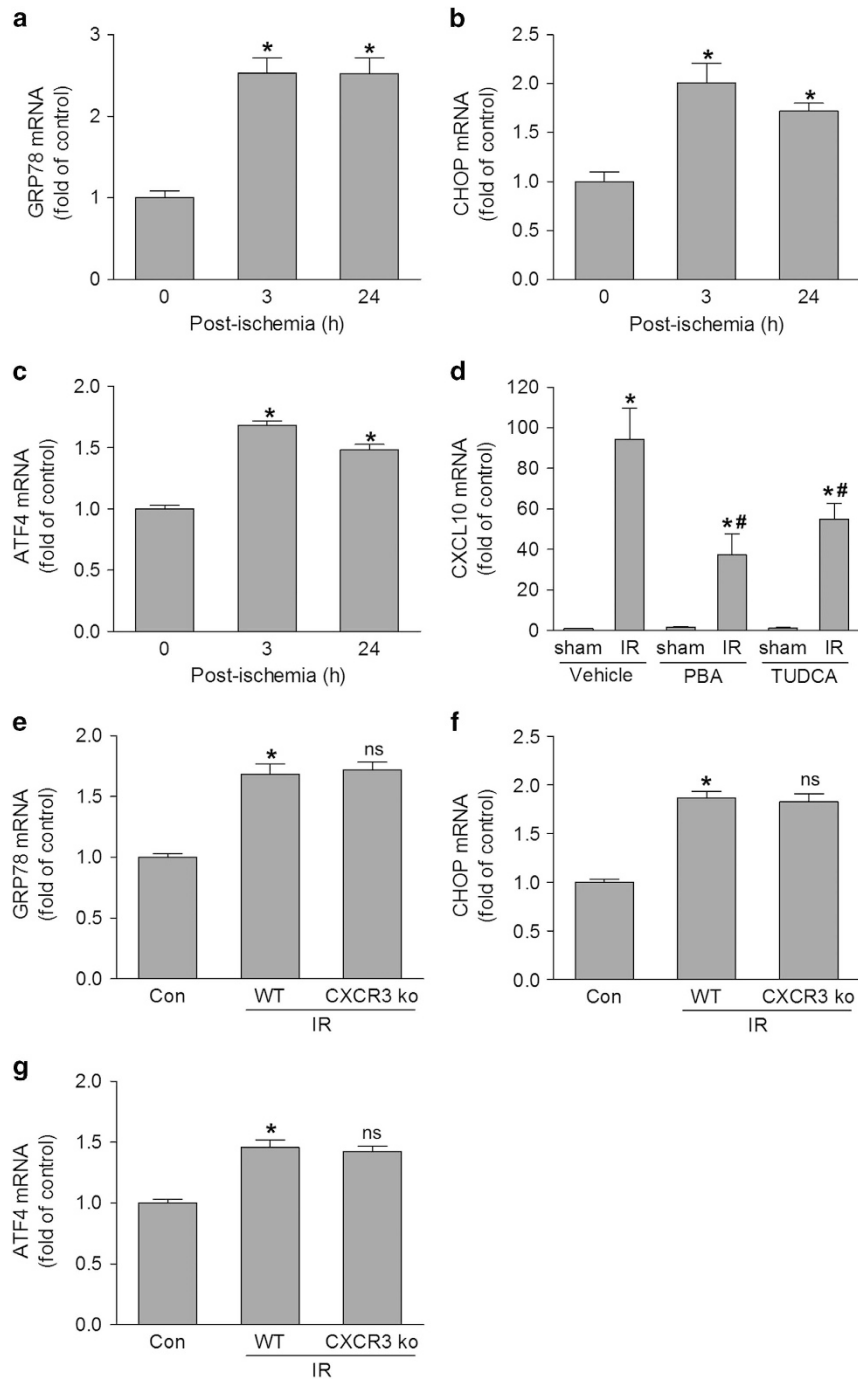 a
GRP78 mRNA
(fold of control)
3
2
1
0
*
*
0 3 24
Post-ischemia (h)
b
CHOP mRNA
(fold of control)
2.5
2.0
1.5
1.0
0.5
0.0
*
*
0 3 24
Post-ischemia (h)
c
ATF4 mRNA
(fold of control)
2.0
1.5
1.0
0.5
0.0
*
*
0 3 24
Post-ischemia (h)
d
CXCL10 mRNA
(fold of control)
120
100
80
60
40
20
0
*
*#
*#
sham IR sham IR sham IR
Vehicle PBA TUDCA
e
GRP78 mRNA
(fold of control)
2.0
1.5
1.0
0.5
0.0
*
ns
Con WT CXCR3 ko
IR
f
CHOP mRNA
(fold of control)
2.5
2.0
1.5
1.0
0.5
0.0
*
ns
Con WT CXCR3 ko
IR
g
ATF4 mRNA
(fold of control)
2.0
1.5
1.0
0.5
0.0
*
ns
Con WT CXCR3 ko
IR